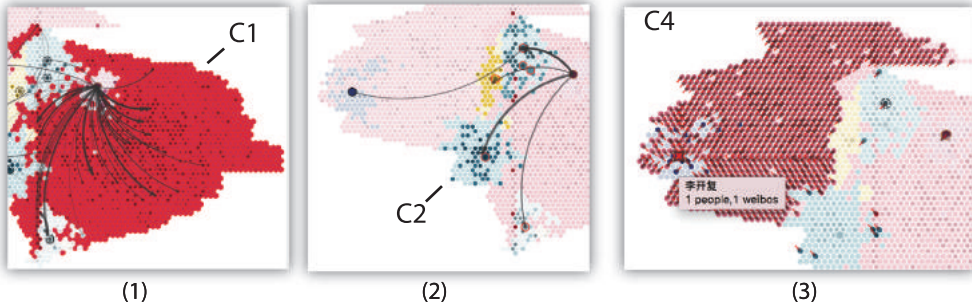 C1
C2
C4
李开复
1 people,1 weibos
(1)
(2)
(3)